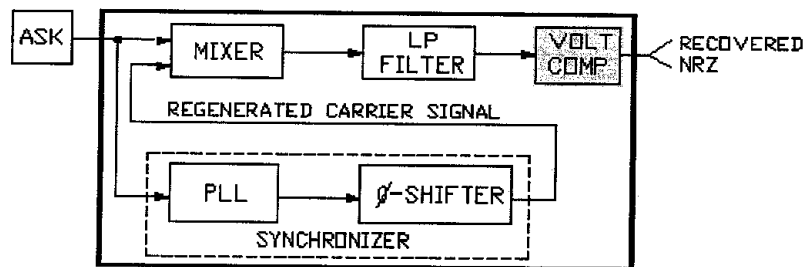 ASK
MIXER
LP
FILTER
VOLT
COMP
RECOVERED
NRZ
REGENERATED CARRIER SIGNAL
PLL
Ø-SHIFTER
SYNCHRONIZER